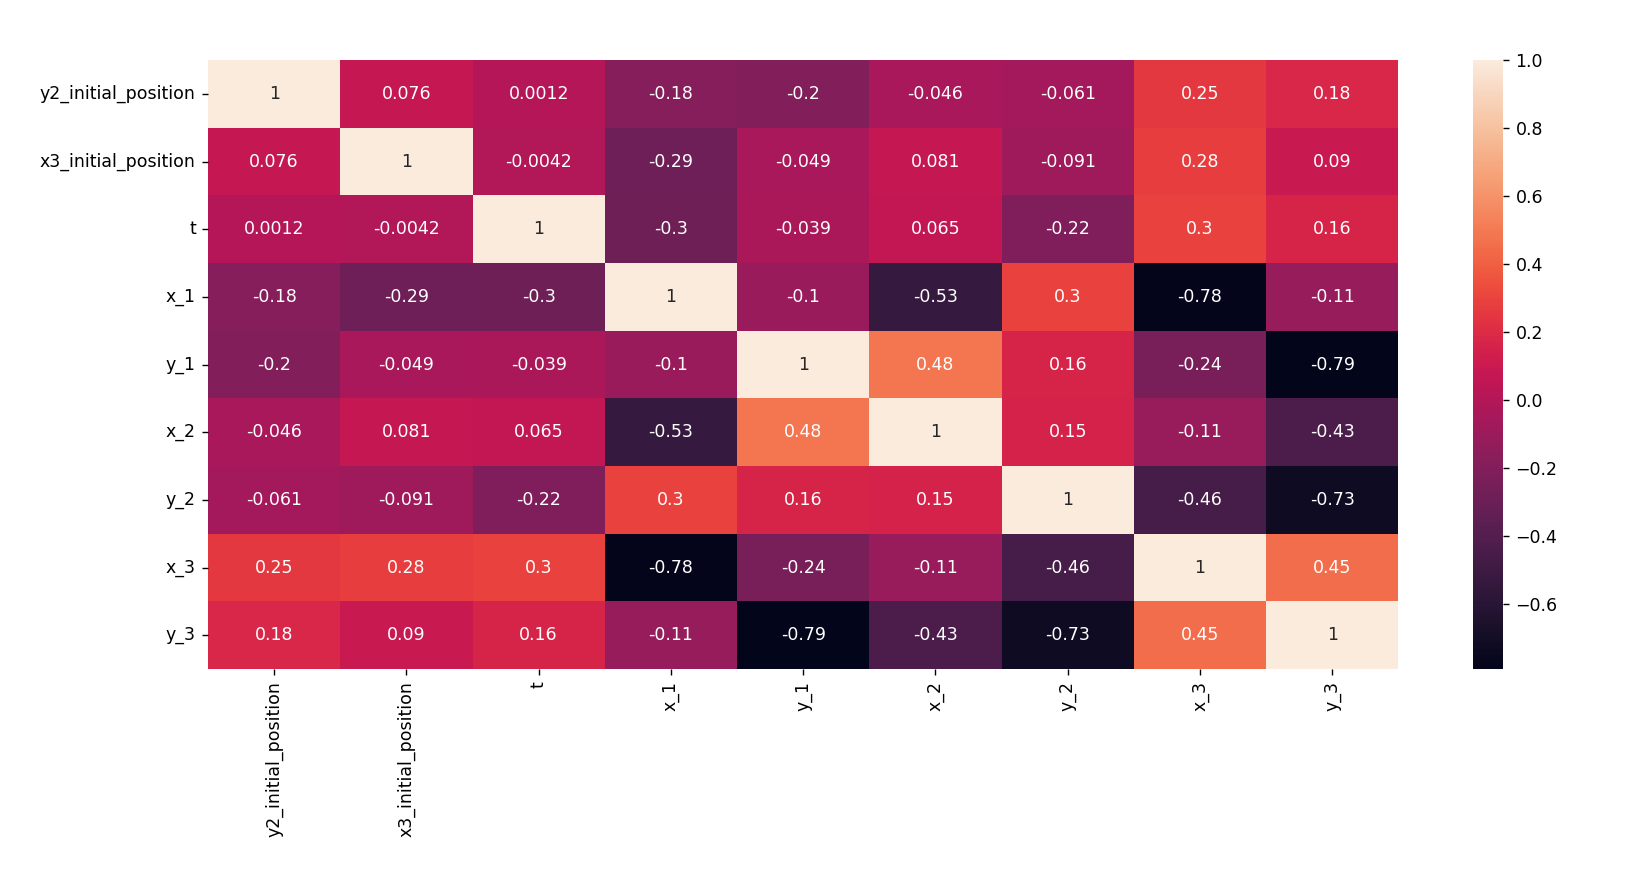 y2_initial_position 1 0.076 0.0012 -0.18 -0.2 -0.046 -0.061 0.25 0.18
x3_initial_position 0.076 1 -0.0042 -0.29 -0.049 0.081 -0.091 0.28 0.09
t 0.0012 -0.0042 1 -0.3 -0.039 0.065 -0.22 0.3 0.16
x_1 -0.18 -0.29 -0.3 1 -0.1 -0.53 0.3 -0.78 -0.11
y_1 -0.2 -0.049 -0.039 -0.1 1 0.48 0.16 -0.24 -0.79
x_2 -0.046 0.081 0.065 -0.53 0.48 1 0.15 -0.11 -0.43
y_2 -0.061 -0.091 -0.22 0.3 0.16 0.15 1 -0.46 -0.73
x_3 0.25 0.28 0.3 -0.78 -0.24 -0.11 -0.46 1 0.45
y_3 0.18 0.09 0.16 -0.11 -0.79 -0.43 -0.73 0.45 1
y2_initial_position
x3_initial_position
t
x_1
y_1
x_2
y_2
x_3
y_3
1.0
0.8
0.6
0.4
0.2
0.0
−0.2
−0.4
−0.6